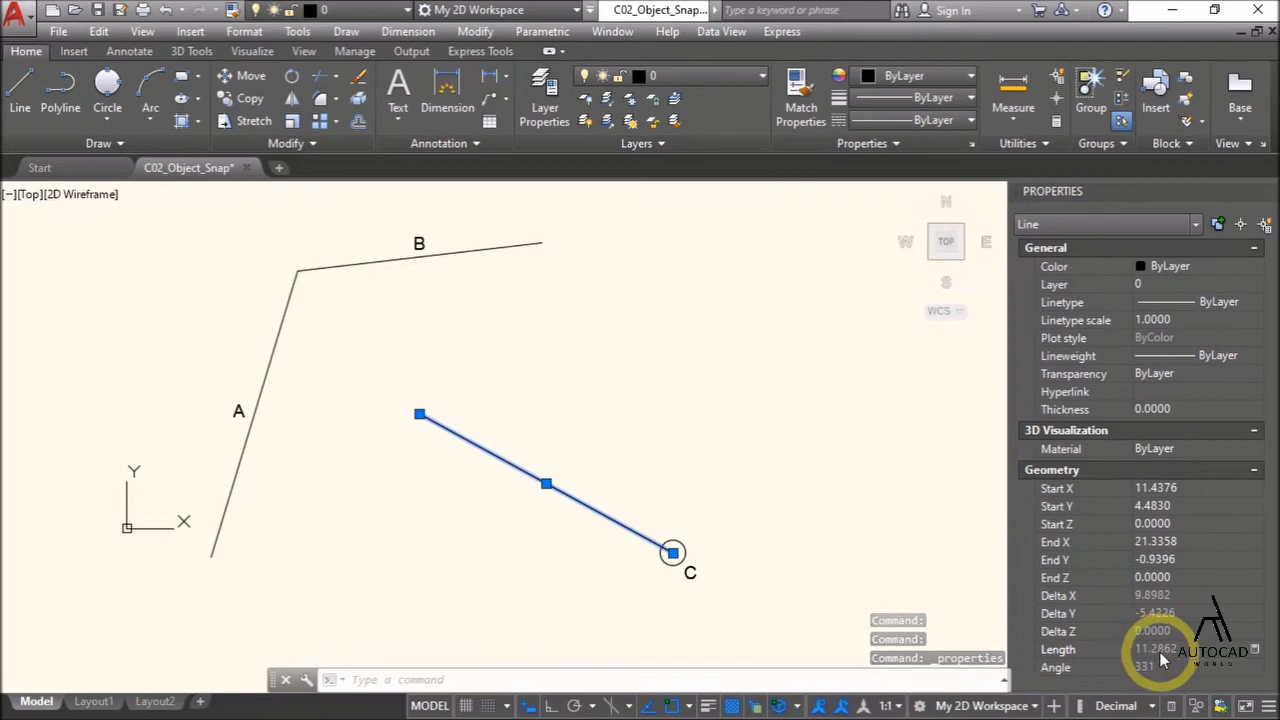 0
My 2D Workspace
C02_Object_Snap...
Type a keyword or phrase
Sign In
File Edit View Insert Format Tools Draw Dimension Modify Parametric Window Help Data View Express
Home Insert Annotate 3D Tools Visualize View Manage Output Express Tools
Line
Polyline
Circle
Arc
Move
Copy
Stretch
Text
Dimension
Layer
Properties
0
Match
Properties
ByLayer
ByLayer
ByLayer
Measure
Group
Insert
Base
Draw Modify Annotation Layers Properties Utilities Groups Block View
Start
C02_Object_Snap*
[−][Top][2D Wireframe]
B
A
C
Y
X
N
W
TOP
E
S
WCS
PROPERTIES
Line
General
Color ByLayer
Layer 0
Linetype ByLayer
Linetype scale 1.0000
Plot style ByColor
Lineweight ByLayer
Transparency ByLayer
Hyperlink
Thickness 0.0000
3D Visualization
Material ByLayer
Geometry
Start X 11.4376
Start Y 4.4830
Start Z 0.0000
End X 21.3358
End Y -0.9396
End Z 0.0000
Delta X 9.8982
Delta Y -5.4226
Delta Z 0.0000
Length 11.2862
Angle 331
AUTOCAD
WORLD
Command:
Command:
Command: _properties
Type a command
Model Layout1 Layout2
MODEL
1:1
My 2D Workspace
Decimal